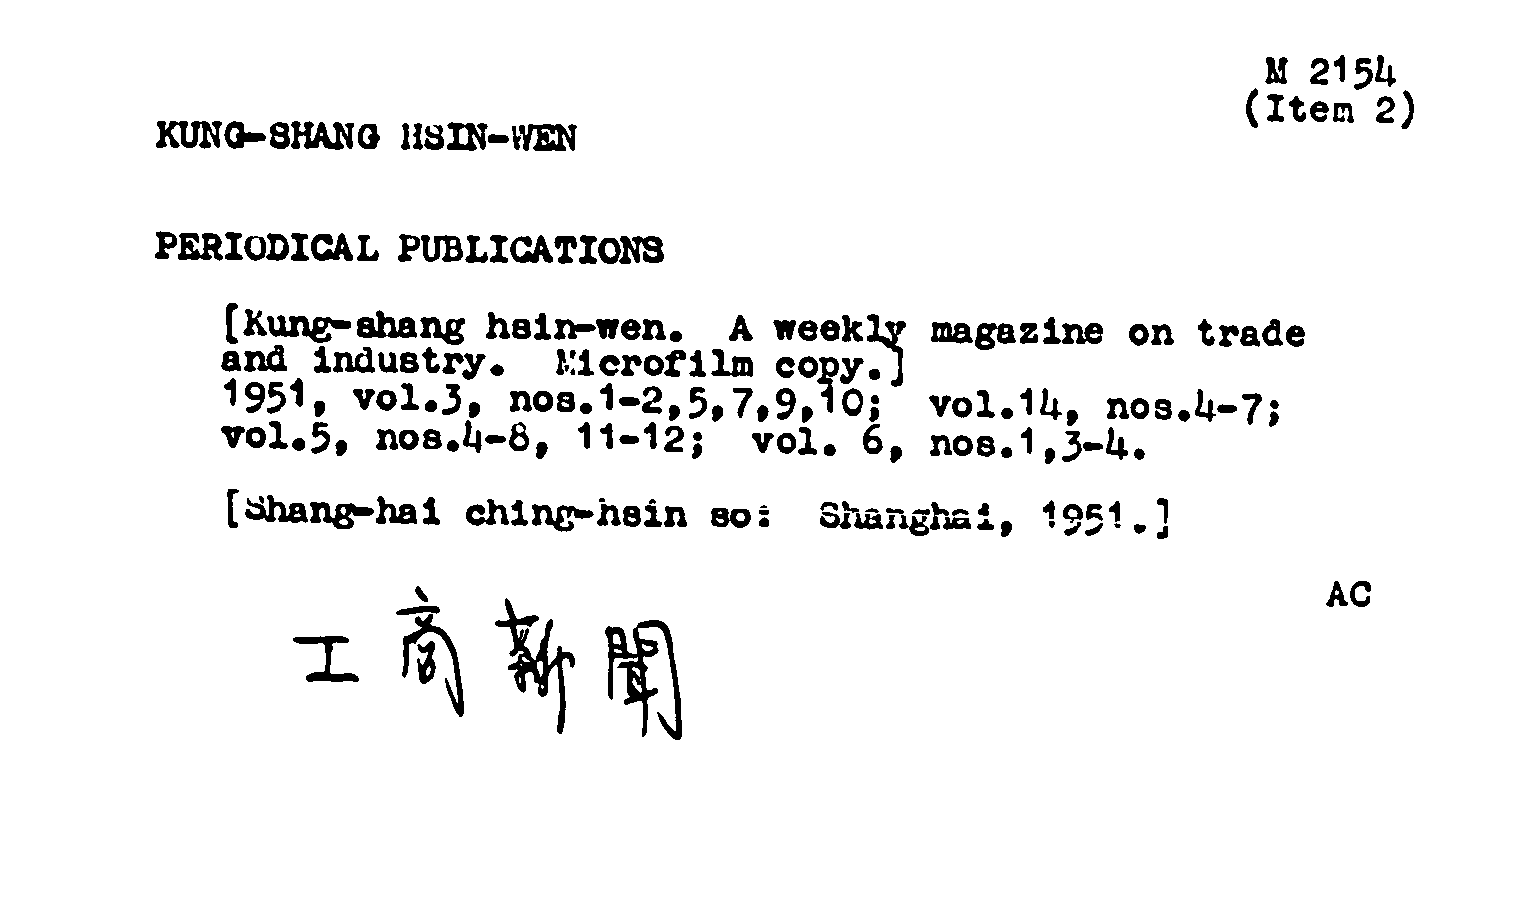 M 2154
(Item 2)
KUNG-SHANG HSIN-WEN
PERIODICAL PUBLICATIONS
[Kung-shang hsin-wen.  A weekly magazine on trade
and industry.  Microfilm copy.]
1951, vol.3, nos.1-2,5,7,9,10;  vol.14, nos.4-7;
vol.5, nos.4-8, 11-12;  vol. 6, nos.1,3-4.
[Shang-hai ching-hsin so:  Shanghai, 1951.]
AC
工商新聞